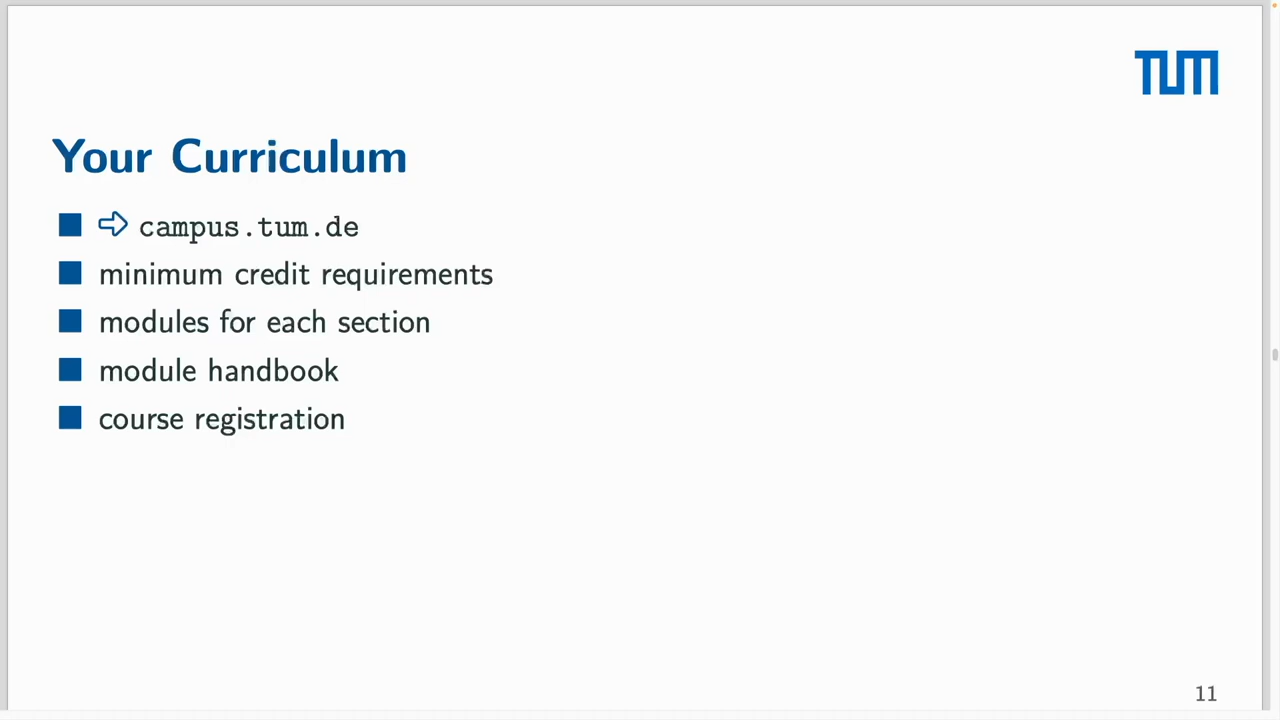 TUM
Your Curriculum
campus.tum.de
minimum credit requirements
modules for each section
module handbook
course registration
11